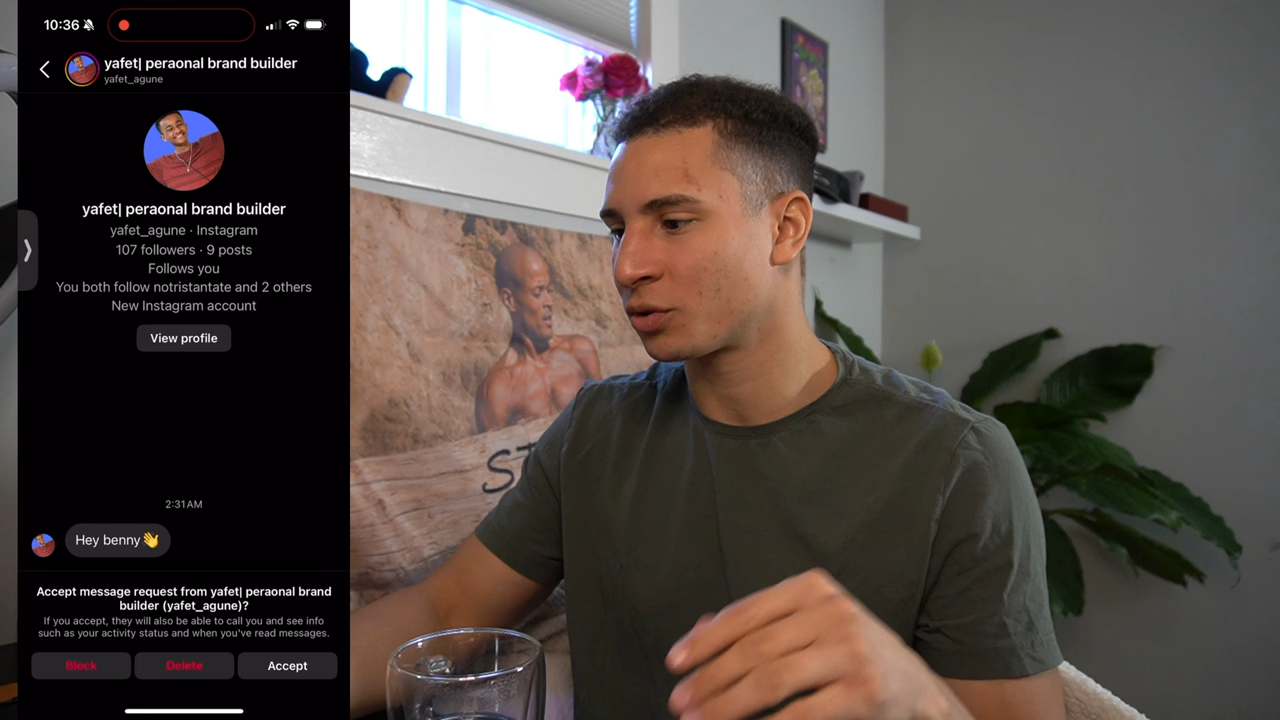 10:36
yafet| peraonal brand builder
yafet_agune
yafet| peraonal brand builder
yafet_agune · Instagram
107 followers · 9 posts
Follows you
You both follow notristantate and 2 others
New Instagram account
View profile
2:31AM
Hey benny👋
Accept message request from yafet| peraonal brand
builder (yafet_agune)?
If you accept, they will also be able to call you and see info
such as your activity status and when you've read messages.
Block
Delete
Accept